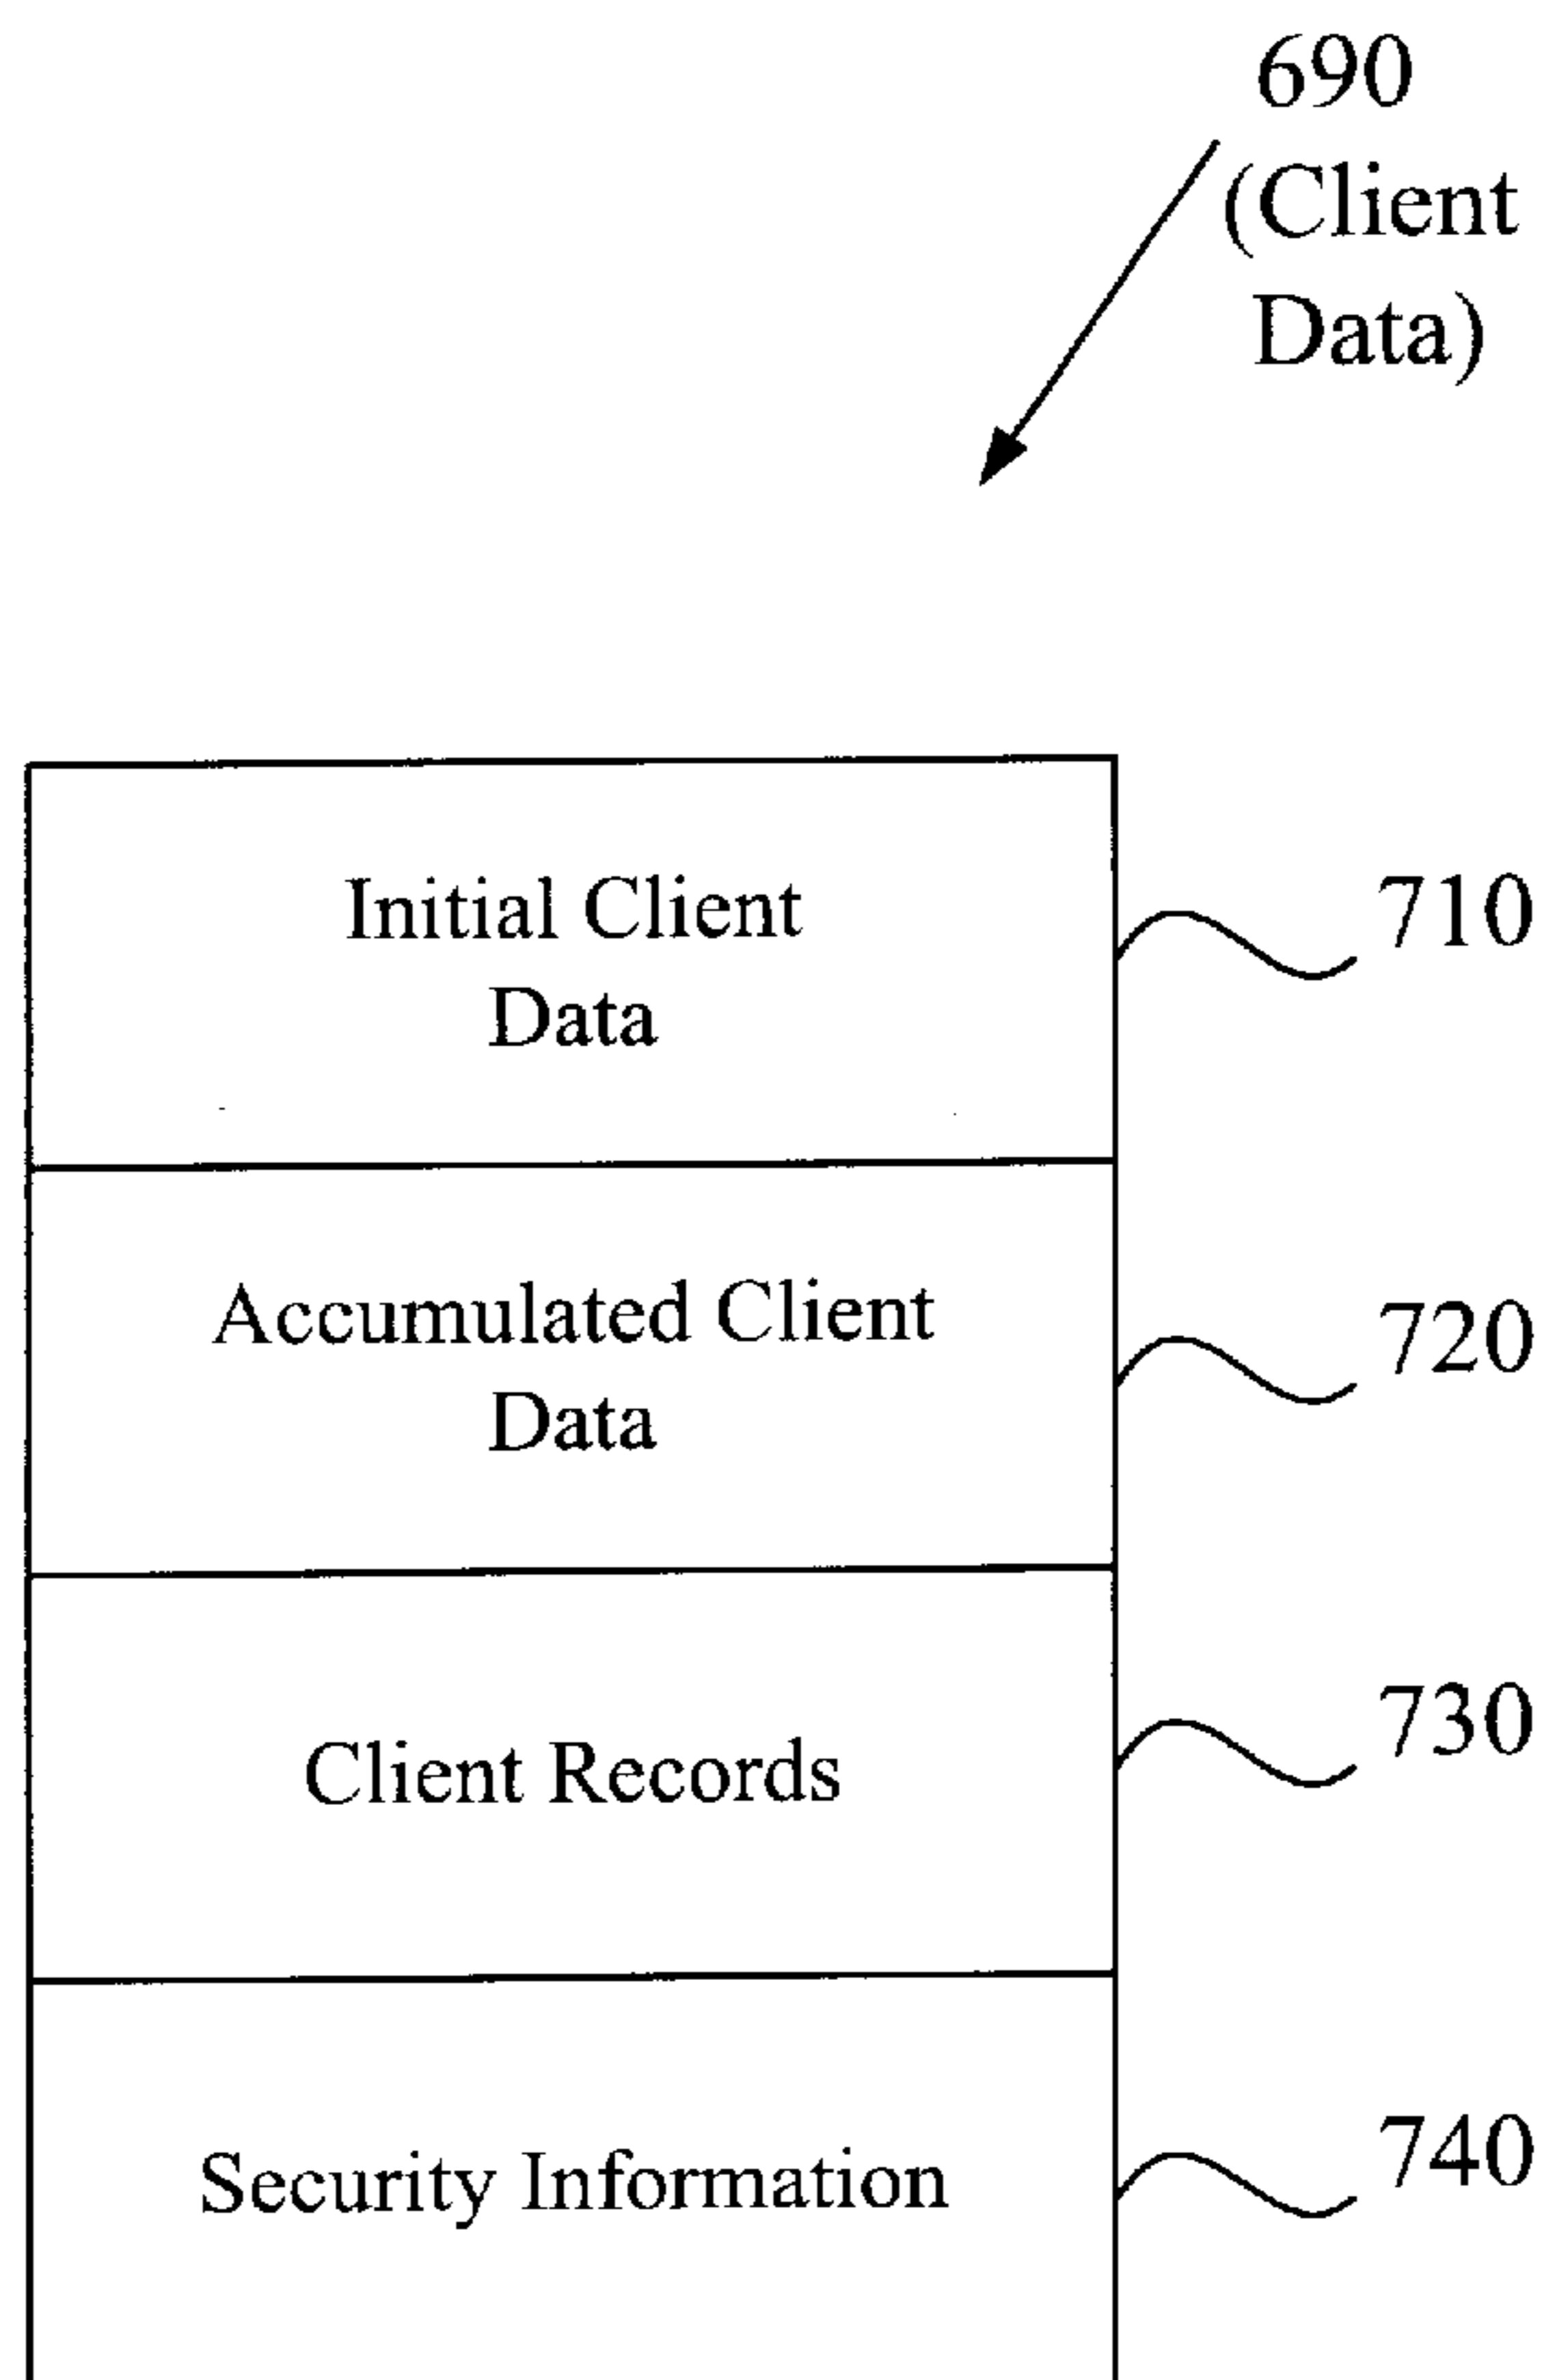 690
(Client
Data)
Initial Client
Data
710
Accumulated Client
Data
720
Client Records
730
Security Information
740